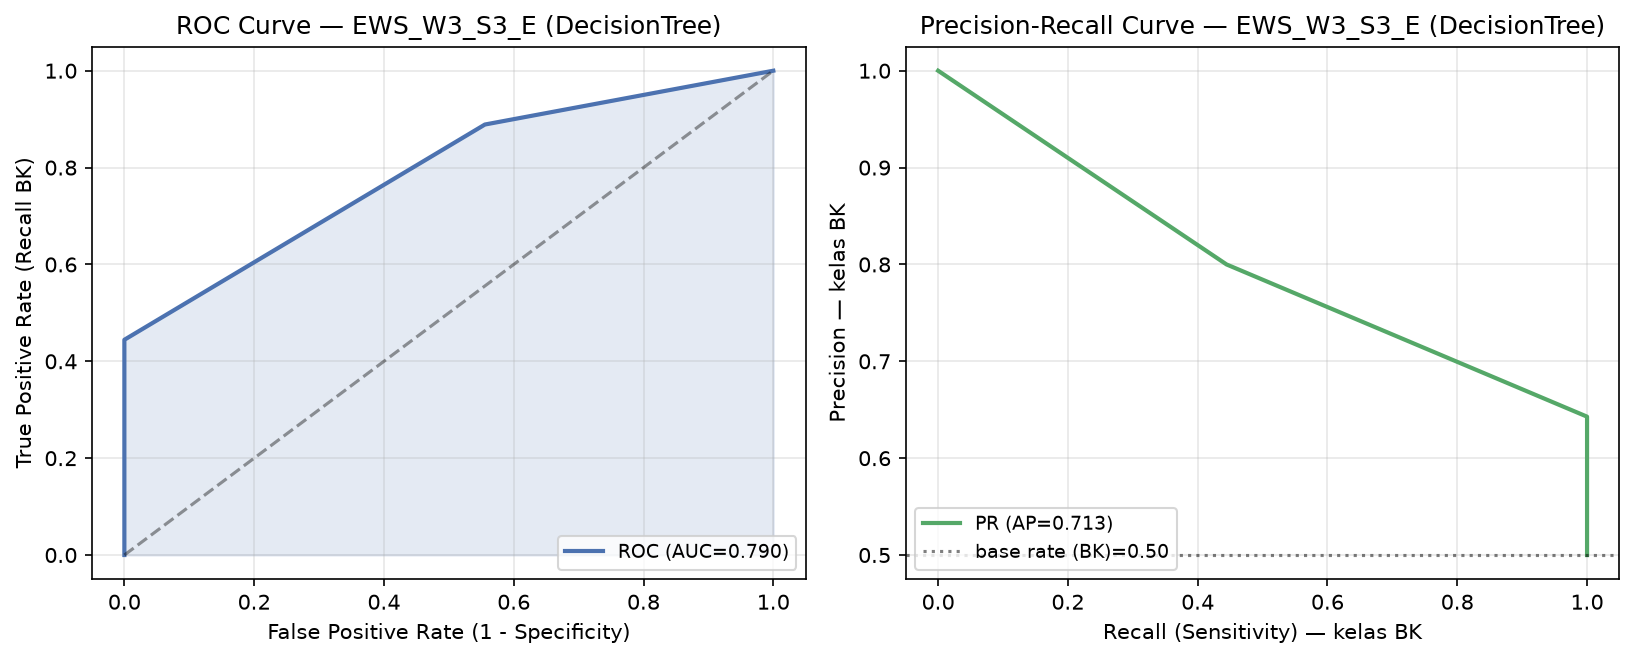 ROC Curve — EWS_W3_S3_E (DecisionTree)
True Positive Rate (Recall BK)
1.0
0.8
0.6
0.4
0.2
0.0
ROC (AUC=0.790)
0.0 0.2 0.4 0.6 0.8 1.0
False Positive Rate (1 - Specificity)
Precision-Recall Curve — EWS_W3_S3_E (DecisionTree)
Precision — kelas BK
1.0
0.9
0.8
0.7
0.6
0.5
PR (AP=0.713)
base rate (BK)=0.50
0.0 0.2 0.4 0.6 0.8 1.0
Recall (Sensitivity) — kelas BK